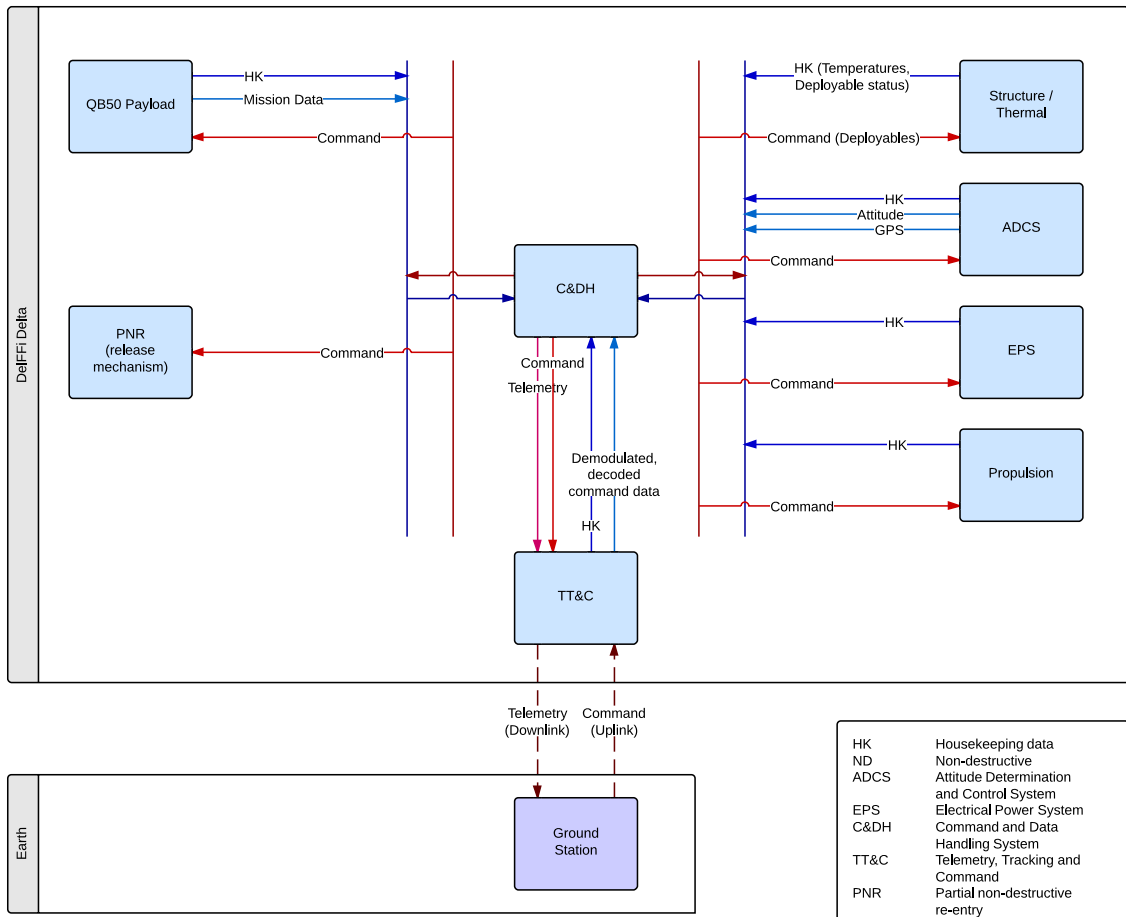 DelFFi Delta
QB50 Payload
HK
Mission Data
Command
HK (Temperatures,
Deployable status)
Command (Deployables)
Structure /
Thermal
HK
Attitude
GPS
Command
ADCS
C&DH
PNR
(release
mechanism)
Command
HK
Command
EPS
Command
Telemetry
Demodulated,
decoded
command data
HK
HK
Command
Propulsion
TT&C
Telemetry
(Downlink)
Command
(Uplink)
Earth
Ground
Station
HK Housekeeping data
ND Non-destructive
ADCS Attitude Determination
and Control System
EPS Electrical Power System
C&DH Command and Data
Handling System
TT&C Telemetry, Tracking and
Command
PNR Partial non-destructive
re-entry